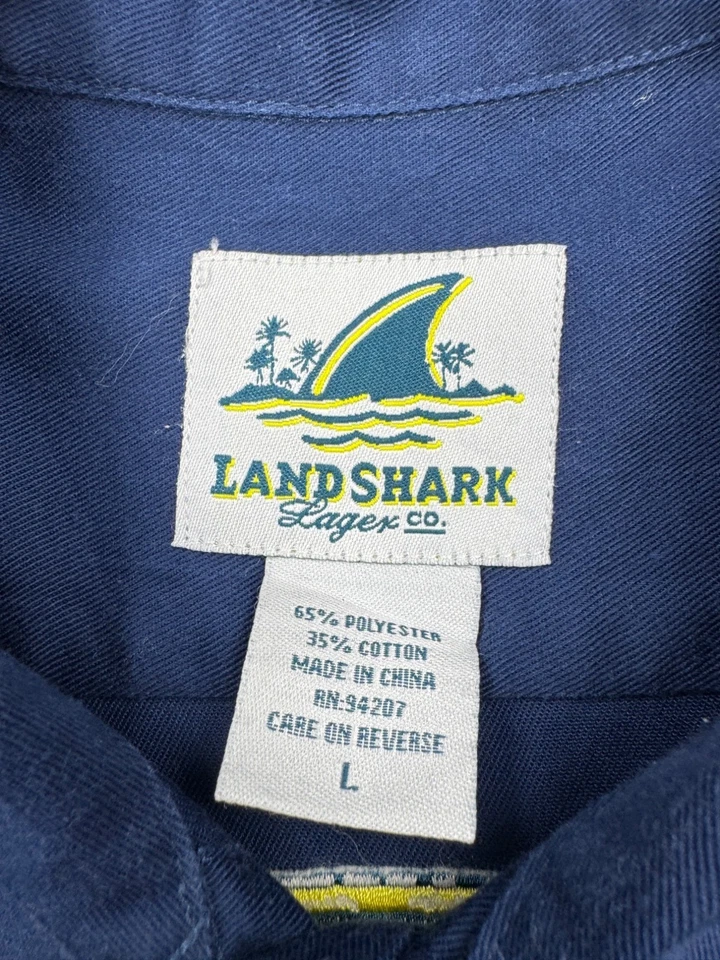 LANDSHARK
Lager CO.
65% POLYESTER
35% COTTON
MADE IN CHINA
RN:94207
CARE ON REVERSE
L